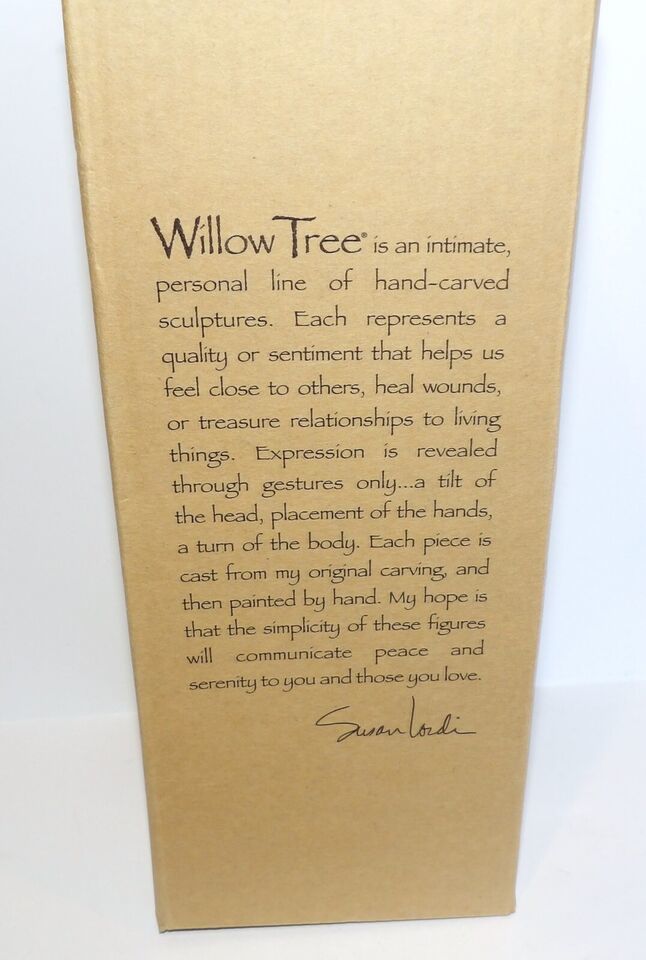 Willow Tree® is an intimate,
personal line of hand-carved
sculptures. Each represents a
quality or sentiment that helps us
feel close to others, heal wounds,
or treasure relationships to living
things. Expression is revealed
through gestures only...a tilt of
the head, placement of the hands,
a turn of the body. Each piece is
cast from my original carving, and
then painted by hand. My hope is
that the simplicity of these figures
will communicate peace and
serenity to you and those you love.
Susan Lordi